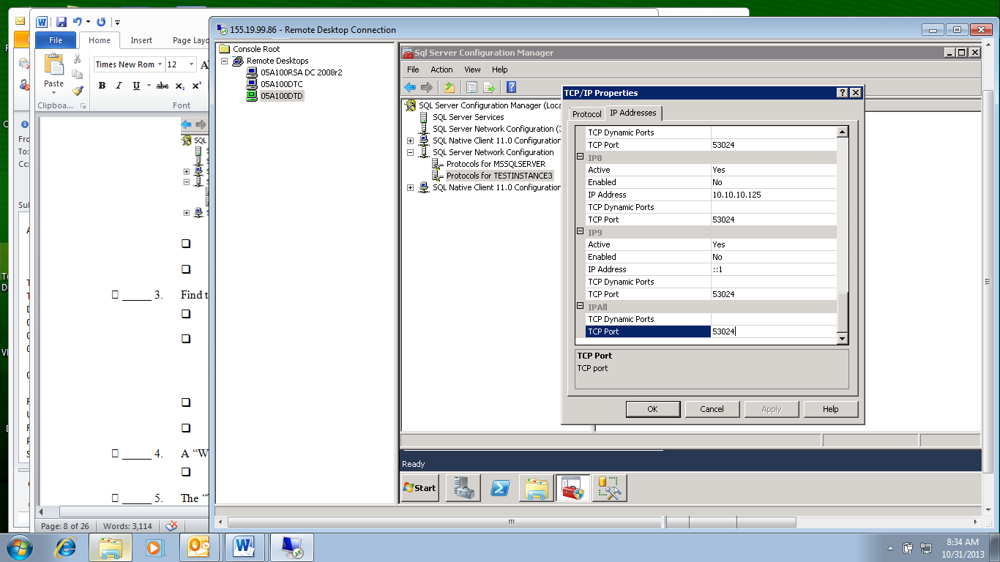 155.19.99.86 - Remote Desktop Connection
File
Home
Insert
Page Layo
Times New Rom
12
A
Paste
B I U abc x₂ x²
Clipboa...
Font
SQL
3. Find t
4. A “W
5. The “
Page: 8 of 26
Words: 3,114
Fro
To:
Cc:
Sul
Console Root
Remote Desktops
05A100RSA DC 2008r2
05A100DTC
05A100DTD
Sql Server Configuration Manager
File Action View Help
SQL Server Configuration Manager (Loca
SQL Server Services
SQL Server Network Configuration (3
SQL Native Client 11.0 Configuration
SQL Server Network Configuration
Protocols for MSSQLSERVER
Protocols for TESTINSTANCE3
SQL Native Client 11.0 Configuration
TCP/IP Properties
Protocol
IP Addresses
TCP Dynamic Ports
TCP Port 53024
IP8
Active Yes
Enabled No
IP Address 10.10.10.125
TCP Dynamic Ports
TCP Port 53024
IP9
Active Yes
Enabled No
IP Address ::1
TCP Dynamic Ports
TCP Port 53024
IPAll
TCP Dynamic Ports
TCP Port 53024
TCP Port
TCP port
OK
Cancel
Apply
Help
Ready
Start
8:34 AM
10/31/2013